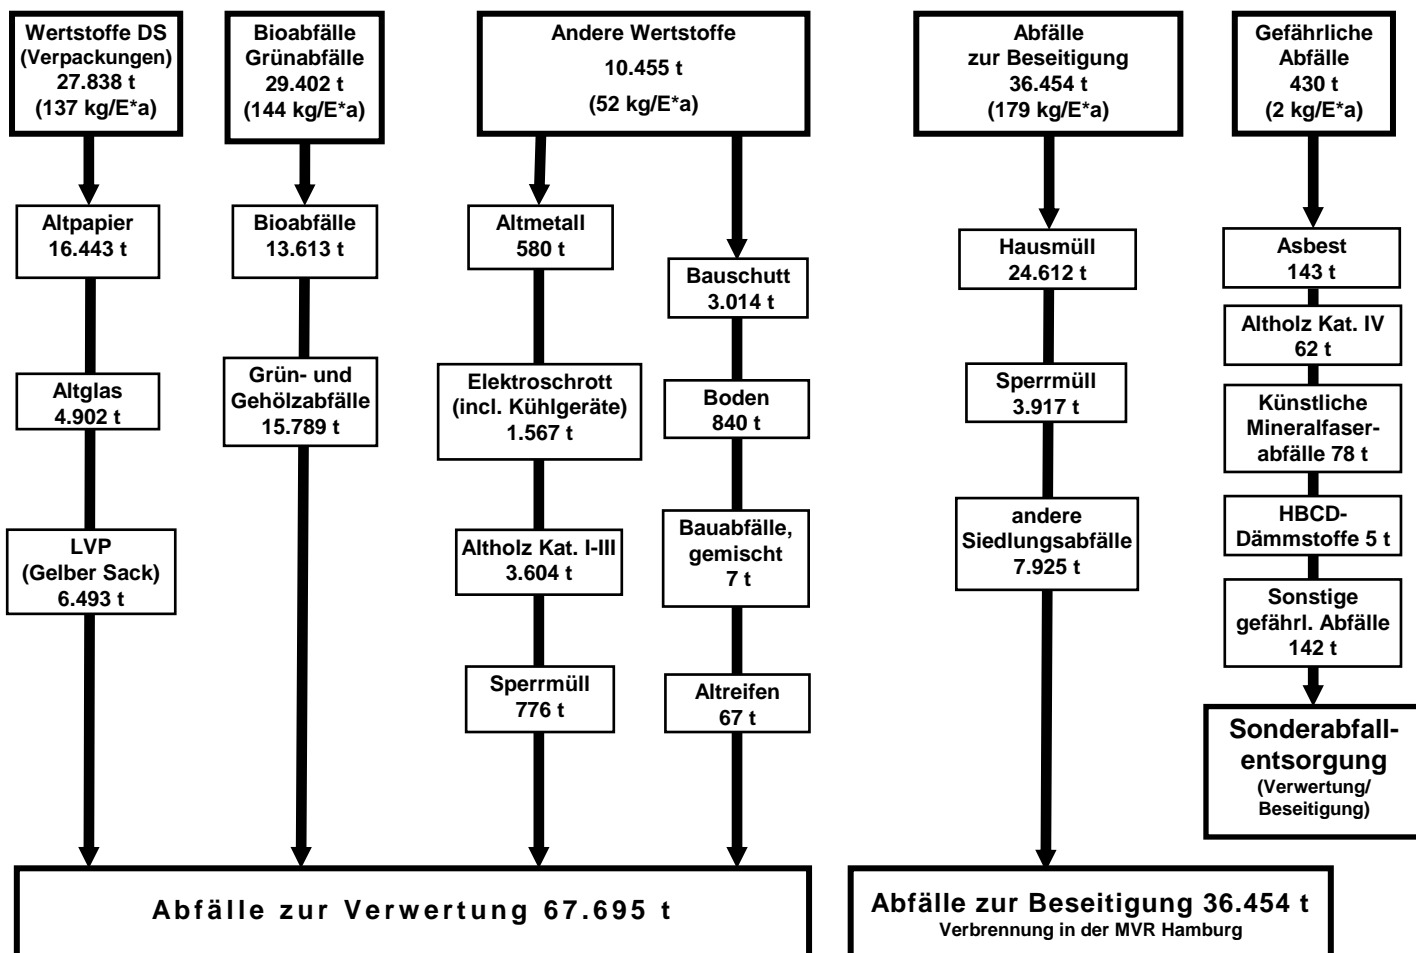 Wertstoffe DS
(Verpackungen)
27.838 t
(137 kg/E*a)
Bioabfälle
Grünabfälle
29.402 t
(144 kg/E*a)
Andere Wertstoffe
10.455 t
(52 kg/E*a)
Abfälle
zur Beseitigung
36.454 t
(179 kg/E*a)
Gefährliche
Abfälle
430 t
(2 kg/E*a)
Altpapier
16.443 t
Altglas
4.902 t
LVP
(Gelber Sack)
6.493 t
Bioabfälle
13.613 t
Grün- und
Gehölzabfälle
15.789 t
Altmetall
580 t
Elektroschrott
(incl. Kühlgeräte)
1.567 t
Altholz Kat. I-III
3.604 t
Sperrmüll
776 t
Bauschutt
3.014 t
Boden
840 t
Bauabfälle,
gemischt
7 t
Altreifen
67 t
Hausmüll
24.612 t
Sperrmüll
3.917 t
andere
Siedlungsabfälle
7.925 t
Asbest
143 t
Altholz Kat. IV
62 t
Künstliche
Mineralfaser-
abfälle 78 t
HBCD-
Dämmstoffe 5 t
Sonstige
gefährl. Abfälle
142 t
Sonderabfall-
entsorgung
(Verwertung/
Beseitigung)
Abfälle zur Verwertung 67.695 t
Abfälle zur Beseitigung 36.454 t
Verbrennung in der MVR Hamburg